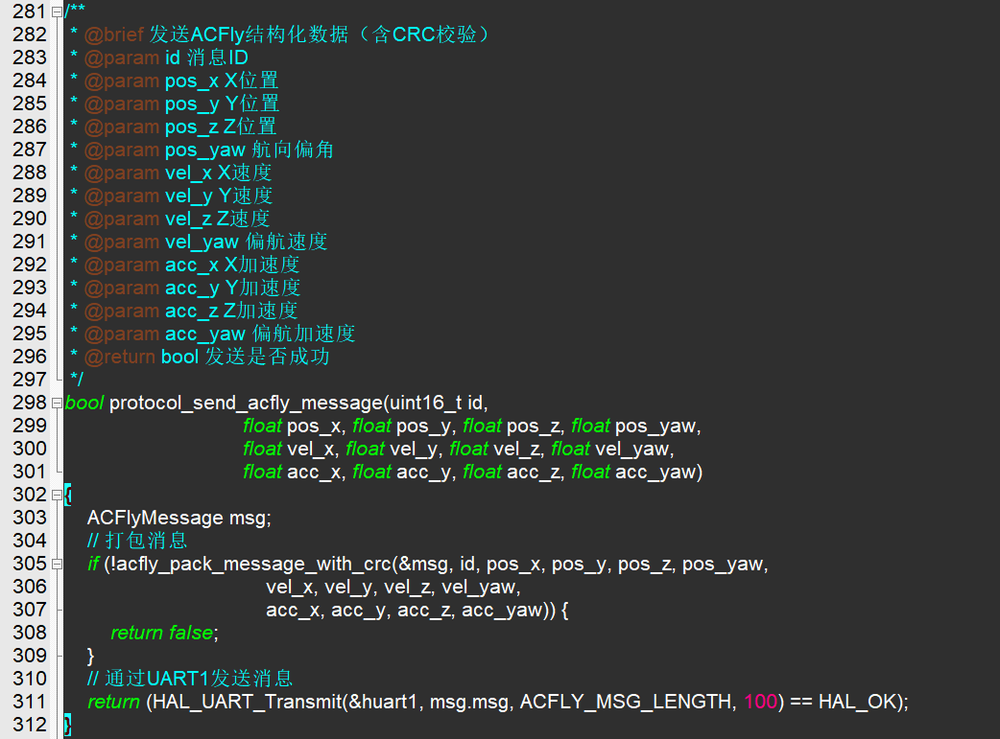 281 /**
282 * @brief 发送ACFly结构化数据（含CRC校验）
283 * @param id 消息ID
284 * @param pos_x X位置
285 * @param pos_y Y位置
286 * @param pos_z Z位置
287 * @param pos_yaw 航向偏角
288 * @param vel_x X速度
289 * @param vel_y Y速度
290 * @param vel_z Z速度
291 * @param vel_yaw 偏航速度
292 * @param acc_x X加速度
293 * @param acc_y Y加速度
294 * @param acc_z Z加速度
295 * @param acc_yaw 偏航加速度
296 * @return bool 发送是否成功
297 */
298 bool protocol_send_acfly_message(uint16_t id,
299 float pos_x, float pos_y, float pos_z, float pos_yaw,
300 float vel_x, float vel_y, float vel_z, float vel_yaw,
301 float acc_x, float acc_y, float acc_z, float acc_yaw)
302 {
303 ACFlyMessage msg;
304 // 打包消息
305 if (!acfly_pack_message_with_crc(&msg, id, pos_x, pos_y, pos_z, pos_yaw,
306 vel_x, vel_y, vel_z, vel_yaw,
307 acc_x, acc_y, acc_z, acc_yaw)) {
308 return false;
309 }
310 // 通过UART1发送消息
311 return (HAL_UART_Transmit(&huart1, msg.msg, ACFLY_MSG_LENGTH, 100) == HAL_OK);
312 }